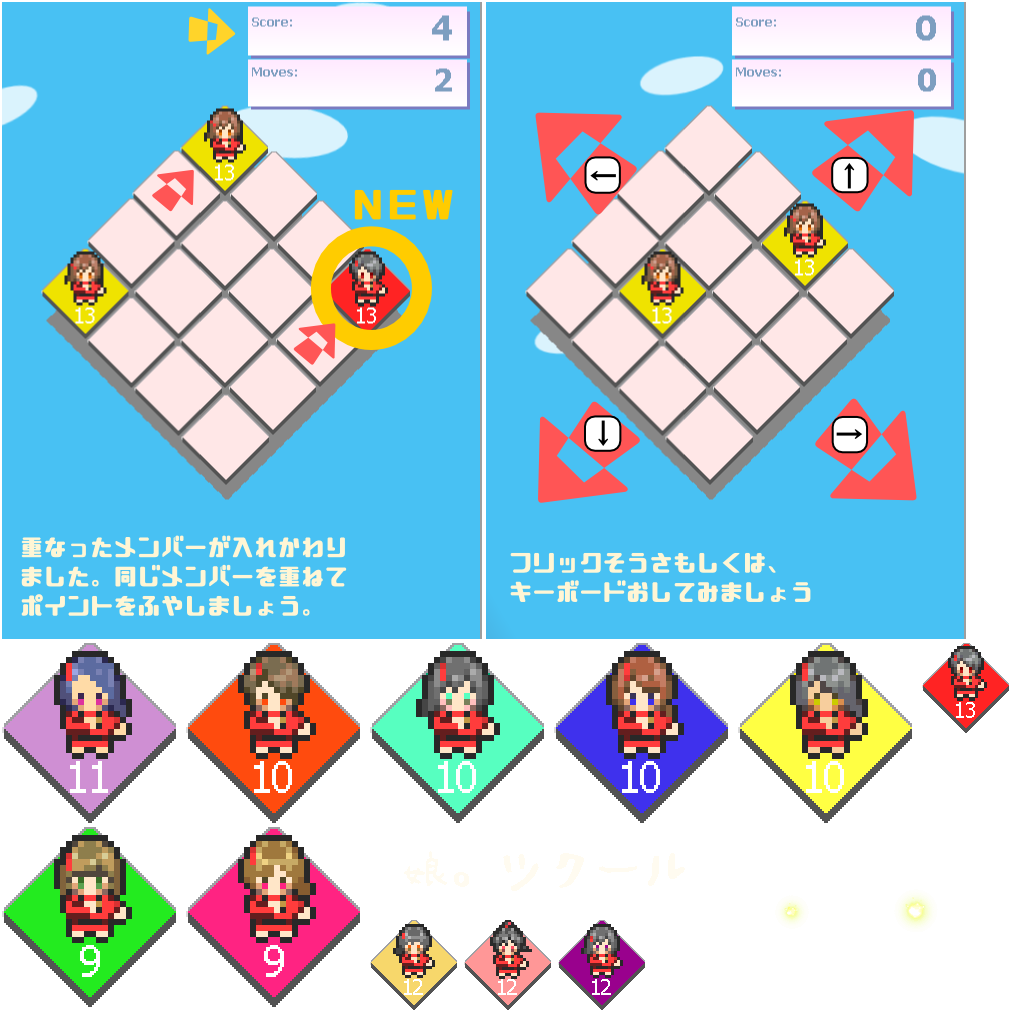 Score: 4
Moves: 2
13
NEW
13
13
重なったメンバーが入れかわり
ました。同じメンバーを重ねて
ポイントをふやしましょう。
Score: 0
Moves: 0
←
↑
13
13
↓
→
フリックそうさもしくは、
キーボードおしてみましょう
11
10
10
10
10
13
9
9
娘。ツクール
12
12
12